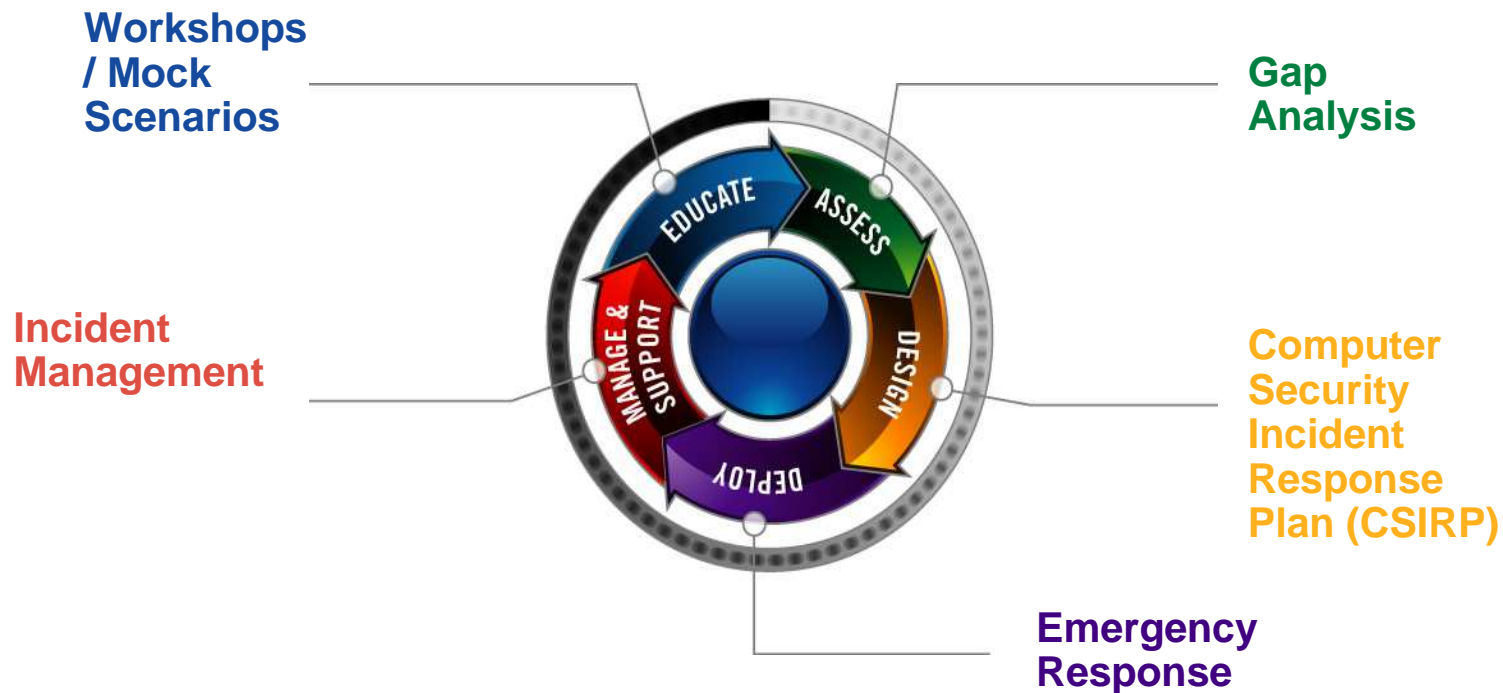 Workshops
/ Mock
Scenarios
Gap
Analysis
EDUCATE
ASSESS
DESIGN
DEPLOY
MANAGE &
SUPPORT
Incident
Management
Computer
Security
Incident
Response
Plan (CSIRP)
Emergency
Response